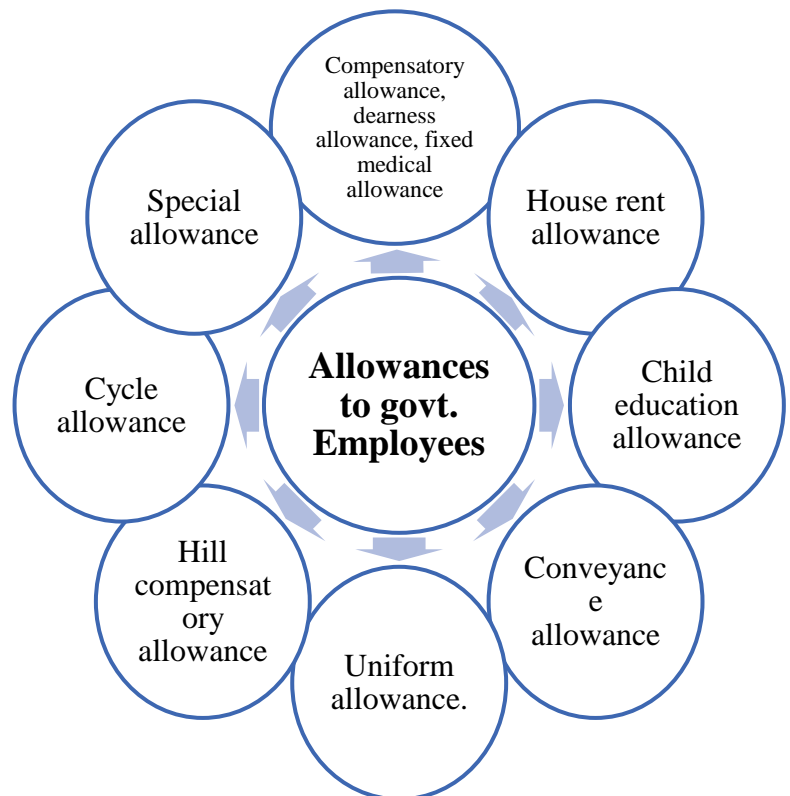 Compensatory
allowance,
dearness
allowance, fixed
medical
allowance
House rent
allowance
Child
education
allowance
Conveyanc
e
allowance
Uniform
allowance.
Hill
compensat
ory
allowance
Cycle
allowance
Special
allowance
Allowances
to govt.
Employees